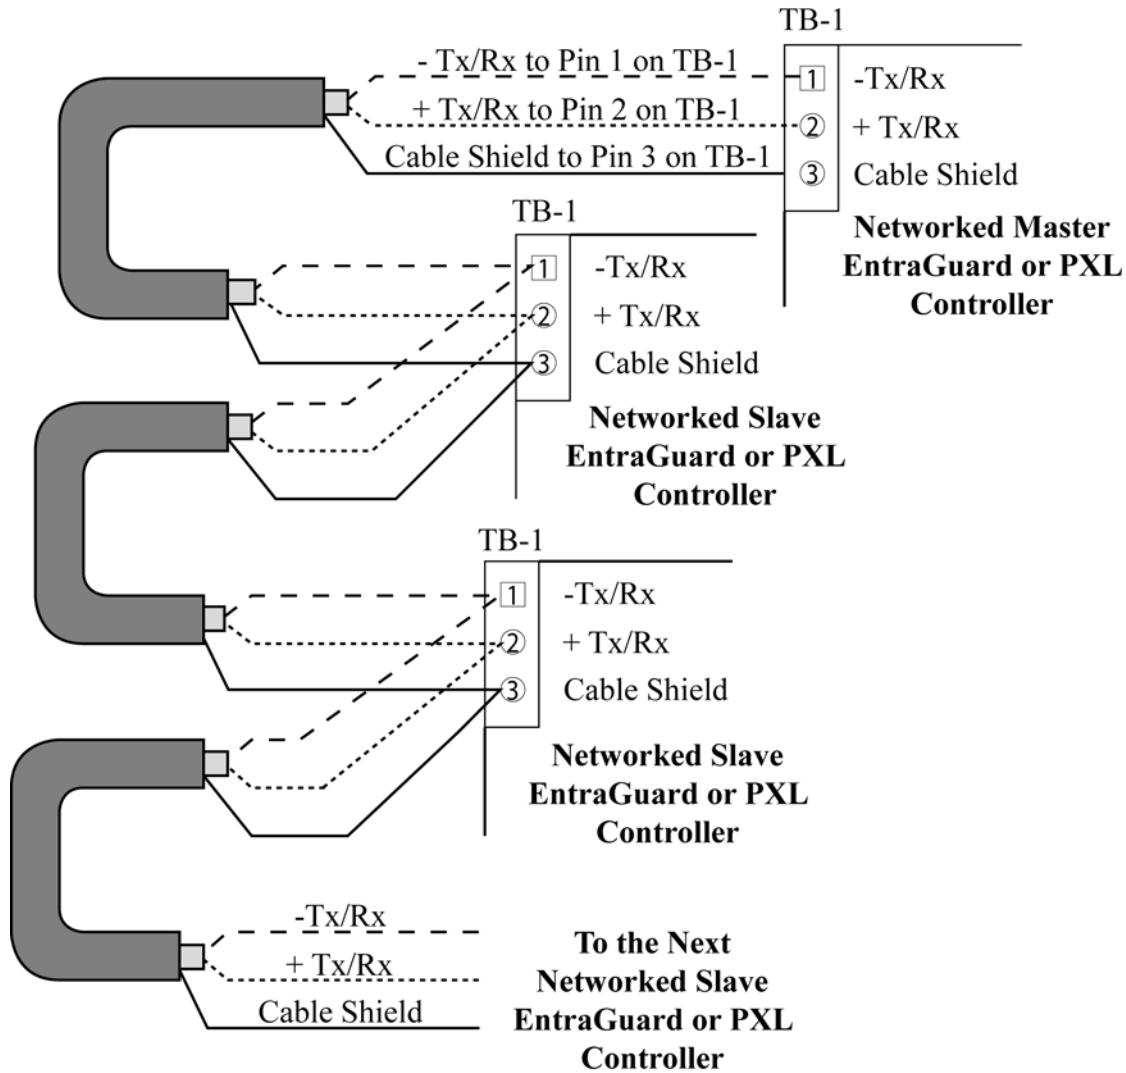 TB-1
- Tx/Rx to Pin 1 on TB-1
1 -Tx/Rx
+ Tx/Rx to Pin 2 on TB-1
2 + Tx/Rx
Cable Shield to Pin 3 on TB-1
3 Cable Shield
Networked Master
EntraGuard or PXL
Controller
TB-1
1 -Tx/Rx
2 + Tx/Rx
3 Cable Shield
Networked Slave
EntraGuard or PXL
Controller
TB-1
1 -Tx/Rx
2 + Tx/Rx
3 Cable Shield
Networked Slave
EntraGuard or PXL
Controller
-Tx/Rx
+ Tx/Rx
Cable Shield
To the Next
Networked Slave
EntraGuard or PXL
Controller